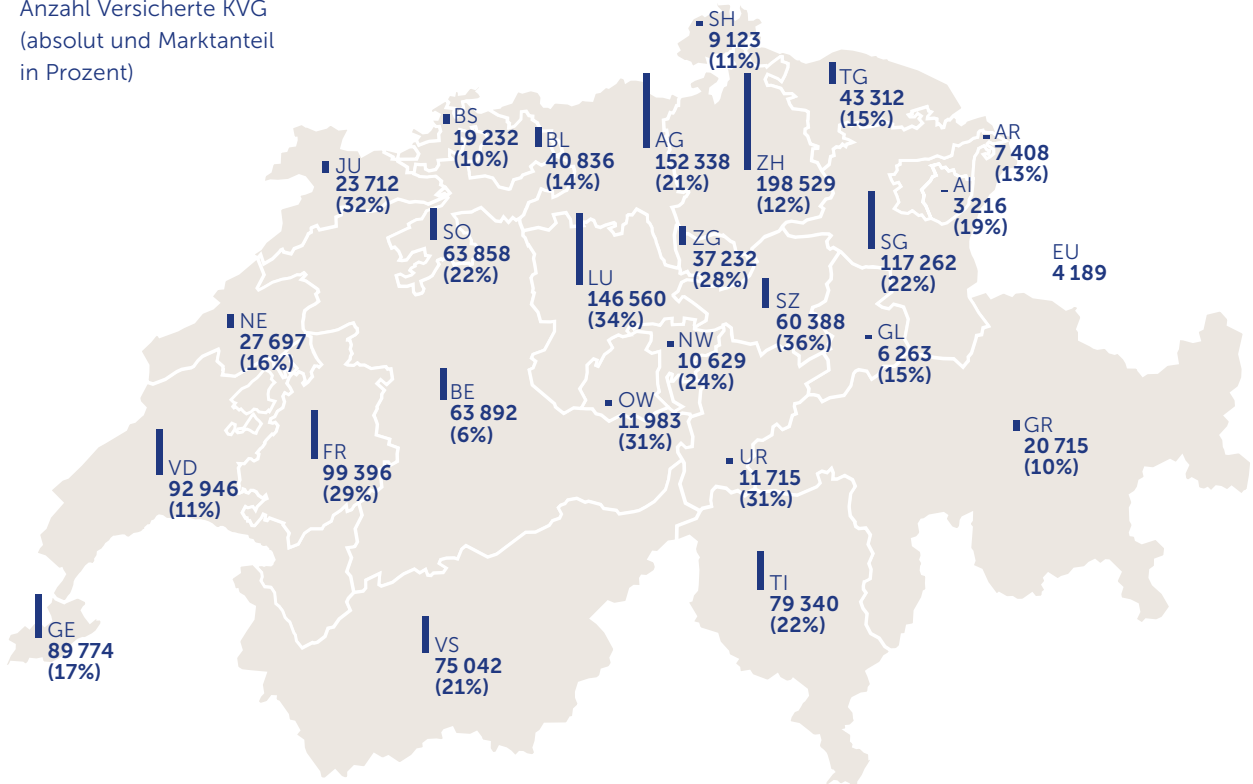 Anzahl Versicherte KVG
(absolut und Marktanteil
in Prozent)
SH
9 123
(11%)
TG
43 312
(15%)
BS
19 232
(10%)
BL
40 836
(14%)
AG
152 338
(21%)
ZH
198 529
(12%)
AR
7 408
(13%)
JU
23 712
(32%)
AI
3 216
(19%)
SO
63 858
(22%)
LU
146 560
(34%)
ZG
37 232
(28%)
SG
117 262
(22%)
EU
4 189
SZ
60 388
(36%)
NE
27 697
(16%)
NW
10 629
(24%)
GL
6 263
(15%)
BE
63 892
(6%)
OW
11 983
(31%)
GR
20 715
(10%)
VD
92 946
(11%)
FR
99 396
(29%)
UR
11 715
(31%)
TI
79 340
(22%)
GE
89 774
(17%)
VS
75 042
(21%)